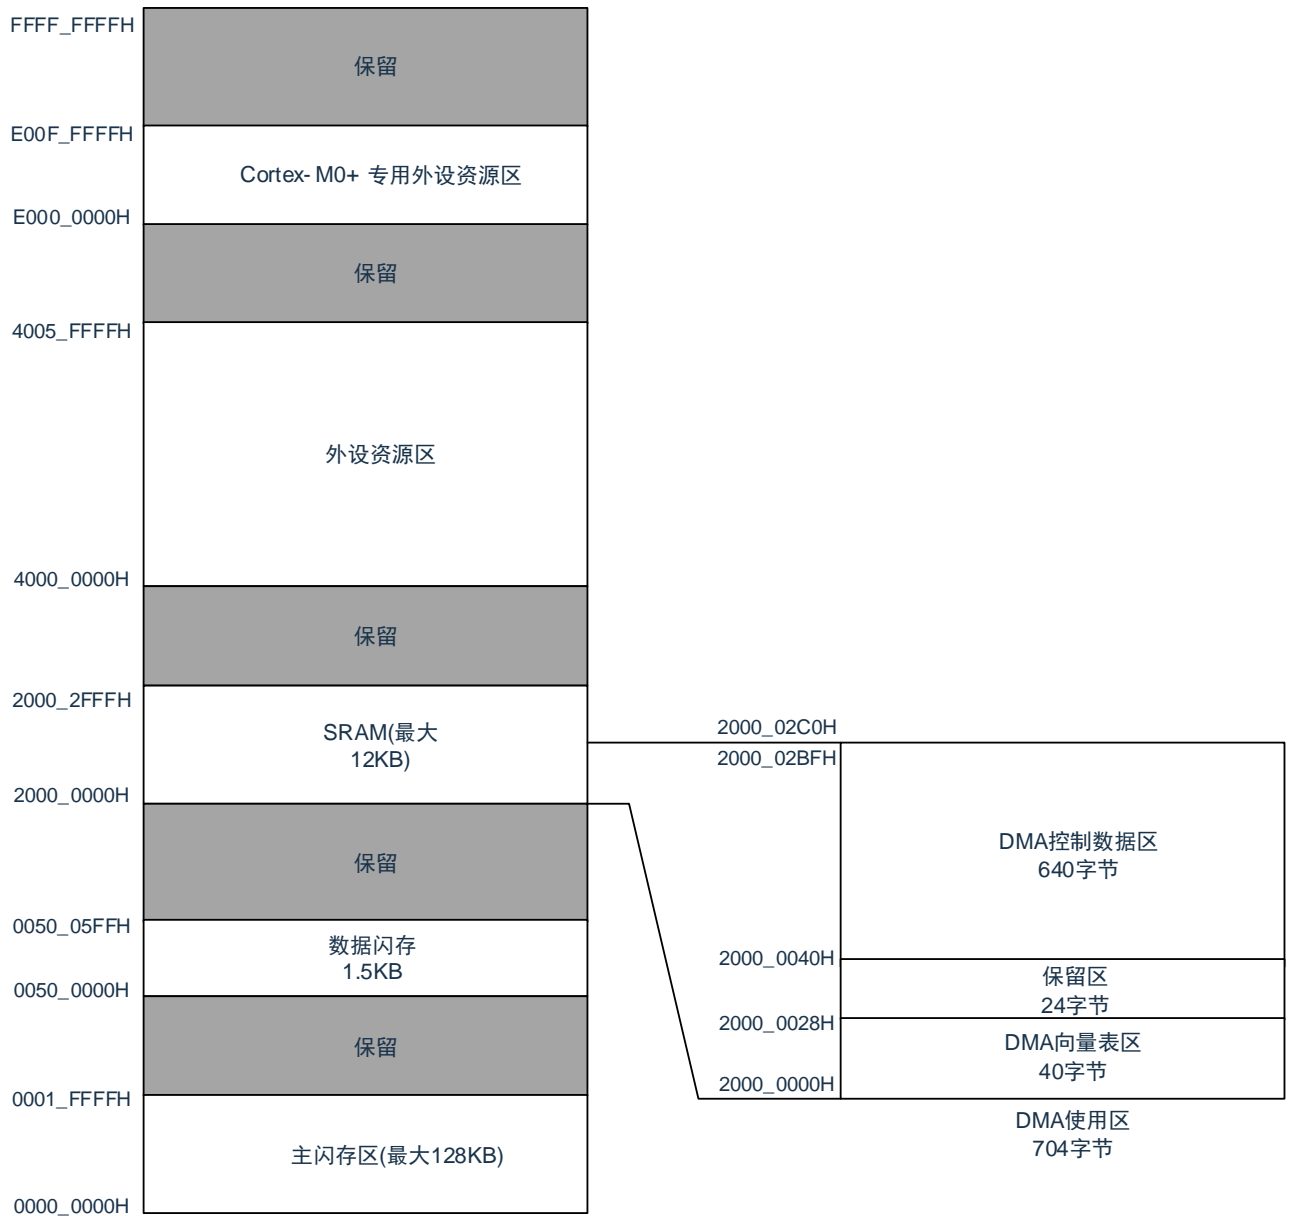 FFFF_FFFFH
保留
E00F_FFFFH
Cortex- M0+ 专用外设资源区
E000_0000H
保留
4005_FFFFH
外设资源区
4000_0000H
保留
2000_2FFFH
SRAM(最大
12KB)
2000_0000H
保留
0050_05FFH
数据闪存
1.5KB
0050_0000H
保留
0001_FFFFH
主闪存区(最大128KB)
0000_0000H
2000_02C0H
2000_02BFH
DMA控制数据区
640字节
2000_0040H
保留区
24字节
2000_0028H
DMA向量表区
40字节
2000_0000H
DMA使用区
704字节